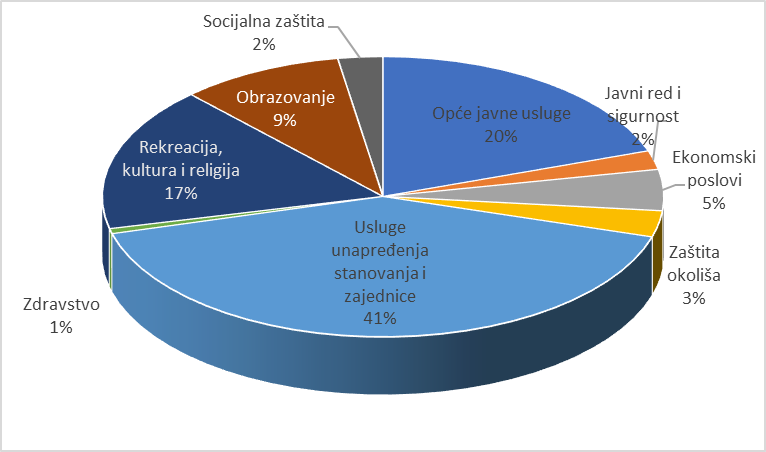 Socijalna zaštita
2%
Obrazovanje
9%
Opće javne usluge
20%
Javni red i
sigurnost
2%
Rekreacija,
kultura i religija
17%
Ekonomski
poslovi
5%
Usluge
unapređenja
stanovanja i
zajednice
41%
Zaštita
okoliša
3%
Zdravstvo
1%